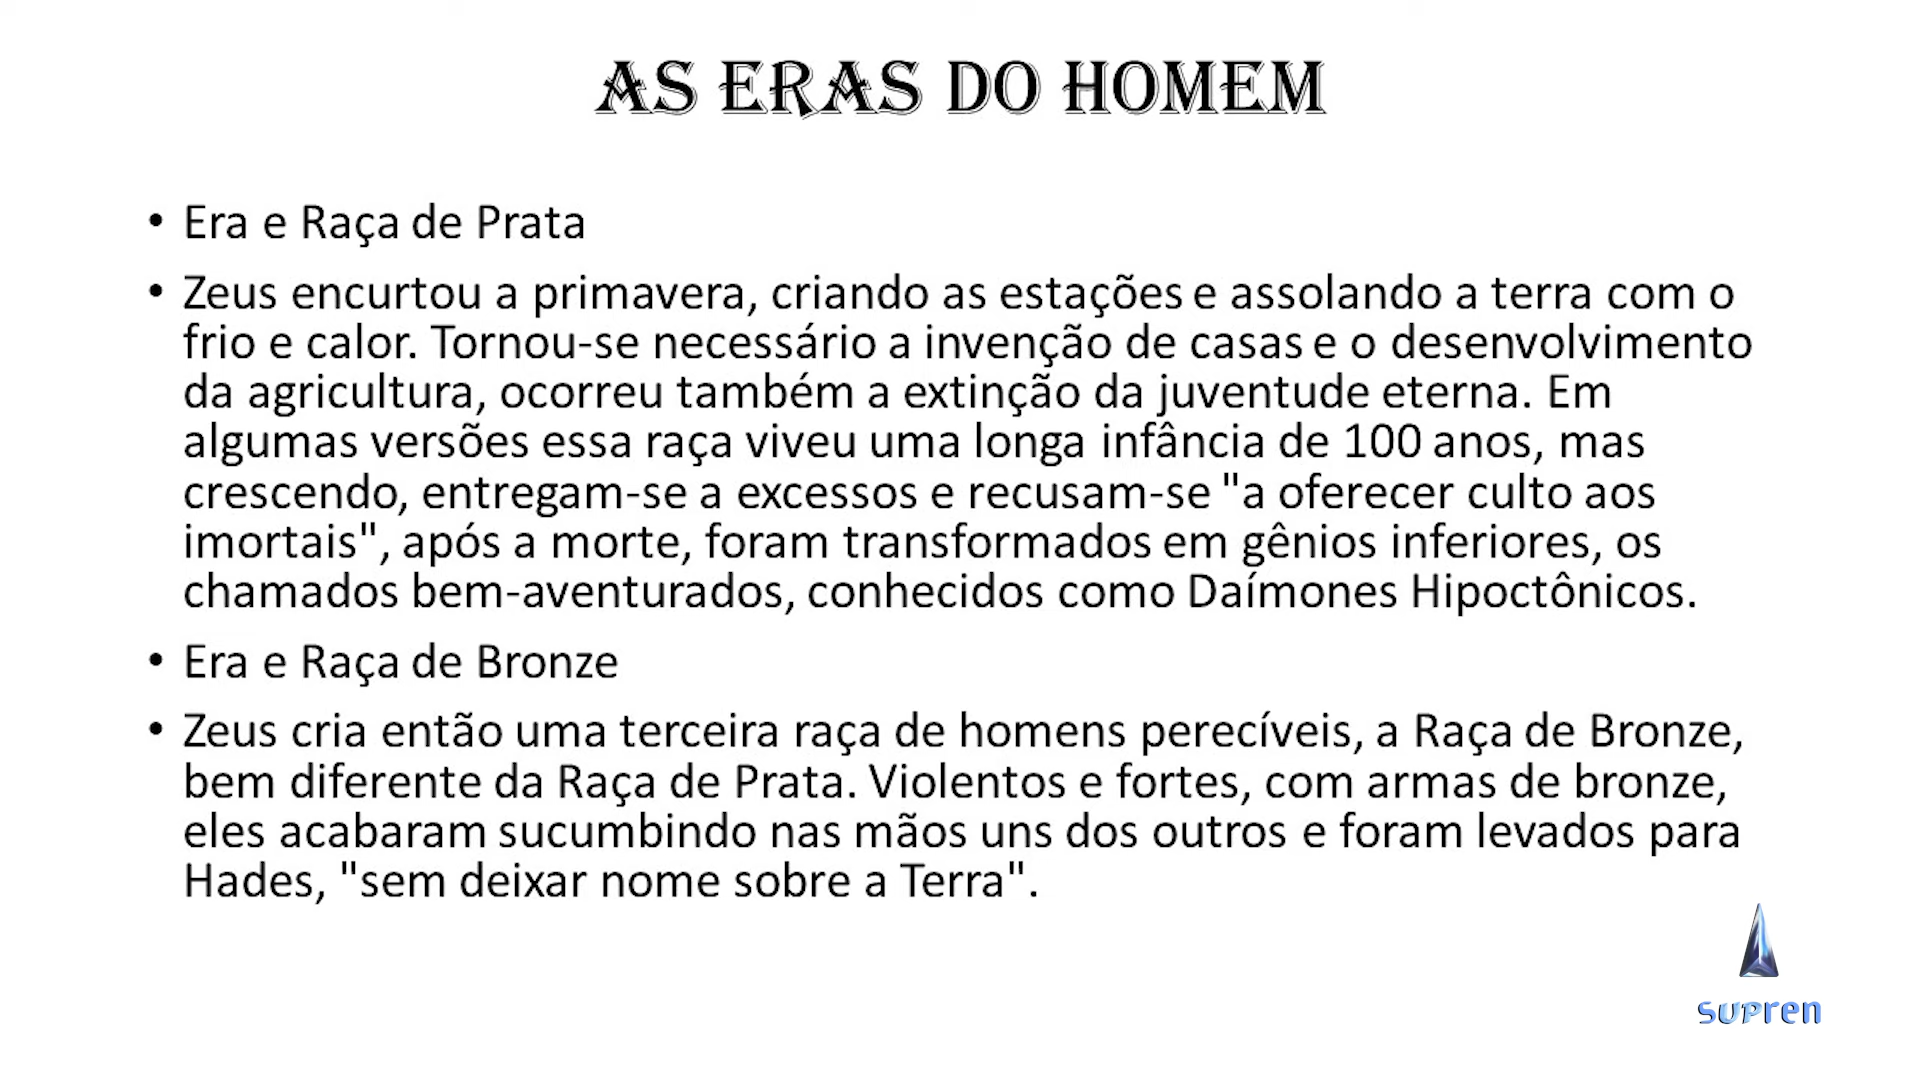 AS ERAS DO HOMEM
• Era e Raça de Prata
• Zeus encurtou a primavera, criando as estações e assolando a terra com o
frio e calor. Tornou-se necessário a invenção de casas e o desenvolvimento
da agricultura, ocorreu também a extinção da juventude eterna. Em
algumas versões essa raça viveu uma longa infância de 100 anos, mas
crescendo, entregam-se a excessos e recusam-se "a oferecer culto aos
imortais", após a morte, foram transformados em gênios inferiores, os
chamados bem-aventurados, conhecidos como Daímones Hipoctônicos.
• Era e Raça de Bronze
• Zeus cria então uma terceira raça de homens perecíveis, a Raça de Bronze,
bem diferente da Raça de Prata. Violentos e fortes, com armas de bronze,
eles acabaram sucumbindo nas mãos uns dos outros e foram levados para
Hades, "sem deixar nome sobre a Terra".
supren